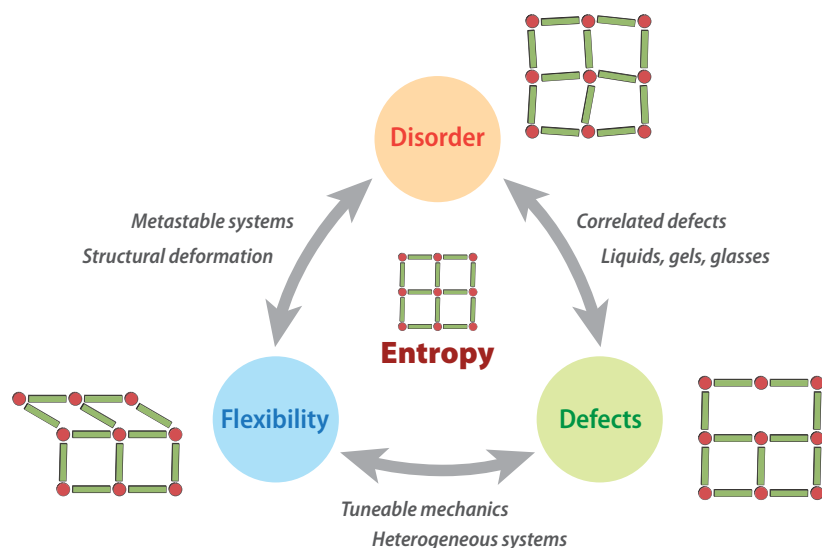 Disorder
Metastable systems
Structural deformation
Correlated defects
Liquids, gels, glasses
Entropy
Flexibility
Defects
Tuneable mechanics
Heterogeneous systems